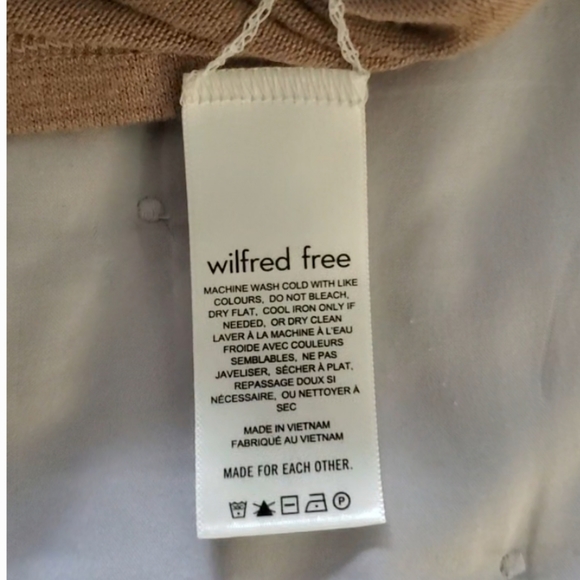 wilfred free
MACHINE WASH COLD WITH LIKE
COLOURS, DO NOT BLEACH,
DRY FLAT, COOL IRON ONLY IF
NEEDED, OR DRY CLEAN
LAVER À LA MACHINE À L'EAU
FROIDE AVEC COULEURS
SEMBLABLES, NE PAS
JAVELISER, SÉCHER À PLAT,
REPASSAGE DOUX SI
NÉCESSAIRE, OU NETTOYER À
SEC
MADE IN VIETNAM
FABRIQUÉ AU VIETNAM
MADE FOR EACH OTHER.
P